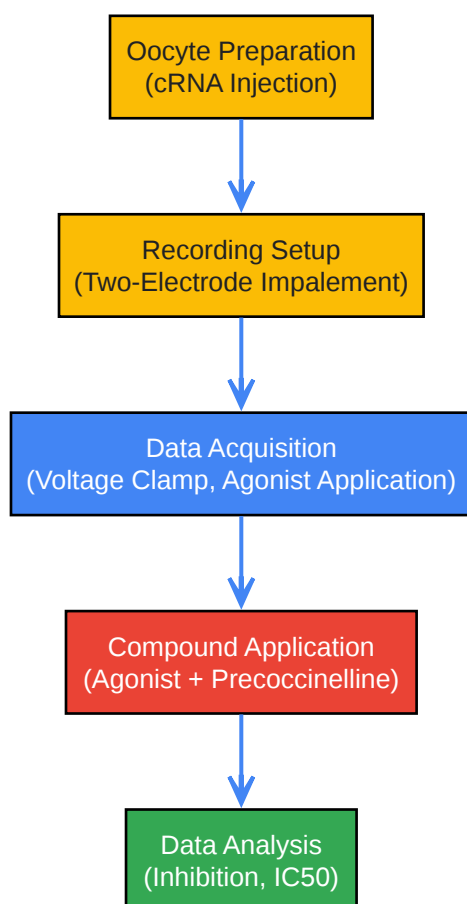 Oocyte Preparation
(cRNA Injection)
Recording Setup
(Two-Electrode Impalement)
Data Acquisition
(Voltage Clamp, Agonist Application)
Compound Application
(Agonist + Precoccinelline)
Data Analysis
(Inhibition, IC50)